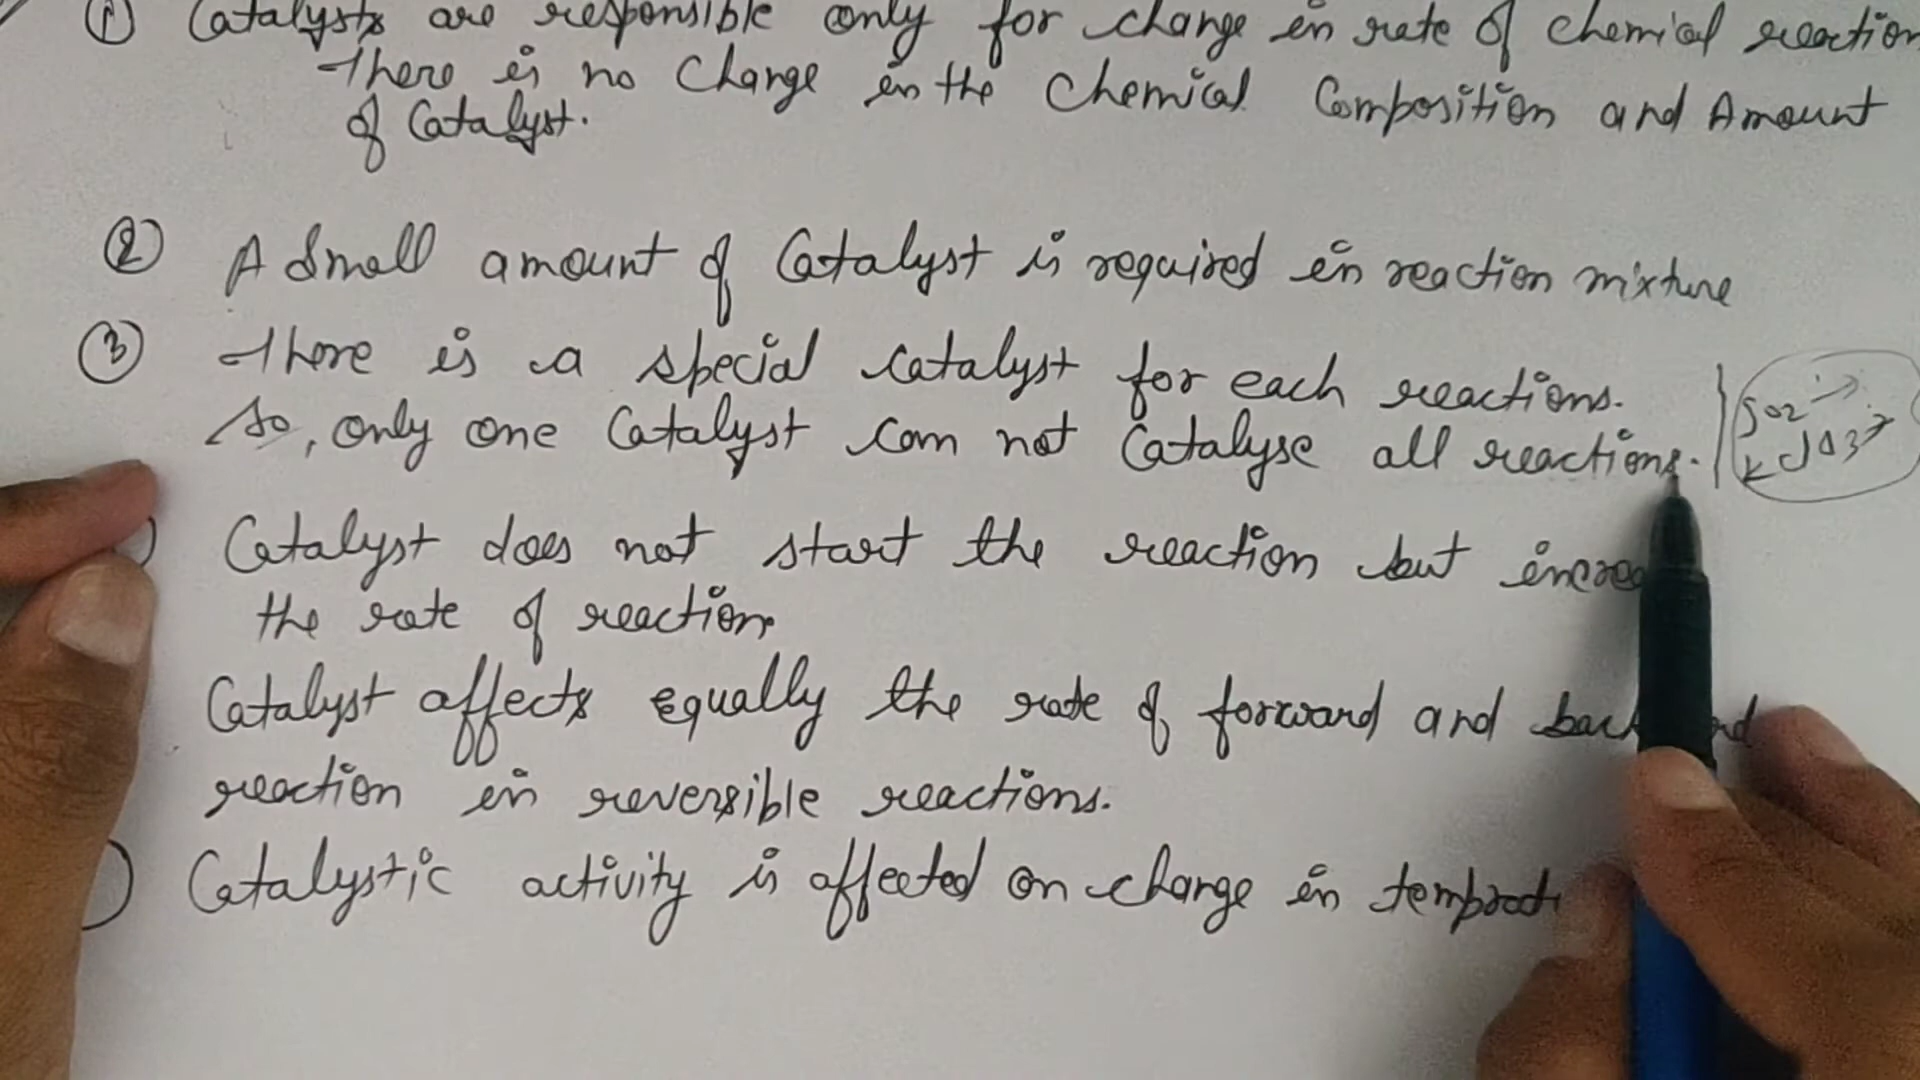 ① Catalysts are responsible only for change in rate of chemical reaction
There is no change in the chemical composition and Amount
of Catalyst.
② A small amount of Catalyst is required in reaction mixture
③ There is a special catalyst for each reactions.
so, only one Catalyst can not Catalyse all reactions.
SO2 →
KClO3 →
Catalyst does not start the reaction but
the rate of reaction
Catalyst affects equally the rate of forward and
reaction in reversible reactions.
Catalystic activity is affected on change in